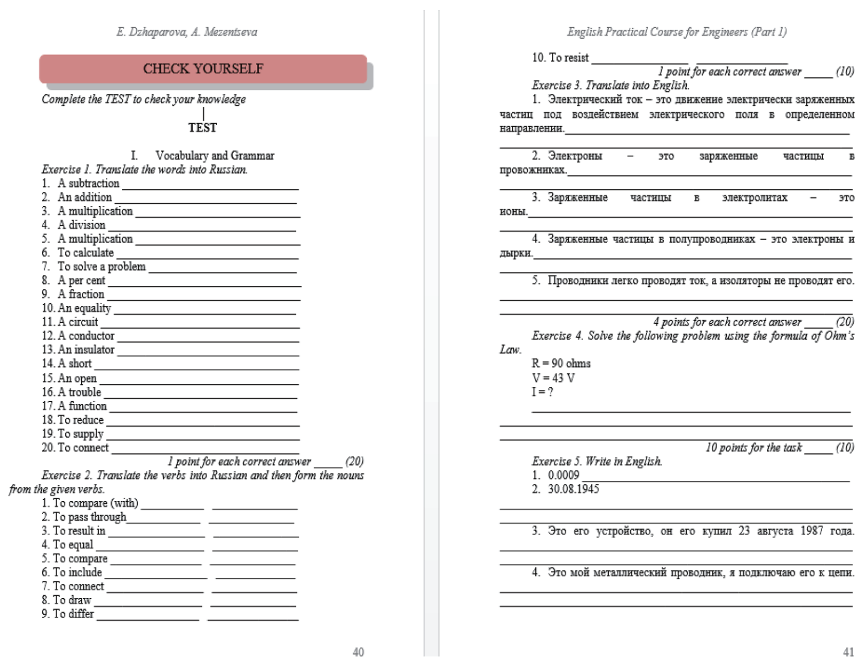 E. Dzhaparova, A. Mezentseva
CHECK YOURSELF
Complete the TEST to check your knowledge
TEST
I. Vocabulary and Grammar
Exercise 1. Translate the words into Russian.
1. A subtraction
2. An addition
3. A multiplication
4. A division
5. A multiplication
6. To calculate
7. To solve a problem
8. A per cent
9. A fraction
10. An equality
11. A circuit
12. A conductor
13. An insulator
14. A short
15. An open
16. A trouble
17. A function
18. To reduce
19. To supply
20. To connect
1 point for each correct answer _____ (20)
Exercise 2. Translate the verbs into Russian and then form the nouns
from the given verbs.
1. To compare (with)
2. To pass through
3. To result in
4. To equal
5. To compare
6. To include
7. To connect
8. To draw
9. To differ
40
English Practical Course for Engineers (Part 1)
10. To resist
1 point for each correct answer _____ (10)
Exercise 3. Translate into English.
1. Электрический ток – это движение электрически заряженных
частиц под воздействием электрического поля в определенном
направлении.
2. Электроны – это заряженные частицы в
провожниках.
3. Заряженные частицы в электролитах – это
ионы.
4. Заряженные частицы в полупроводниках – это электроны и
дырки.
5. Проводники легко проводят ток, а изоляторы не проводят его.
4 points for each correct answer _____ (20)
Exercise 4. Solve the following problem using the formula of Ohm's
Law.
R = 90 ohms
V = 43 V
I = ?
10 points for the task _____ (10)
Exercise 5. Write in English.
1. 0.0009
2. 30.08.1945
3. Это его устройство, он его купил 23 августа 1987 года.
4. Это мой металлический проводник, я подключаю его к цепи.
41